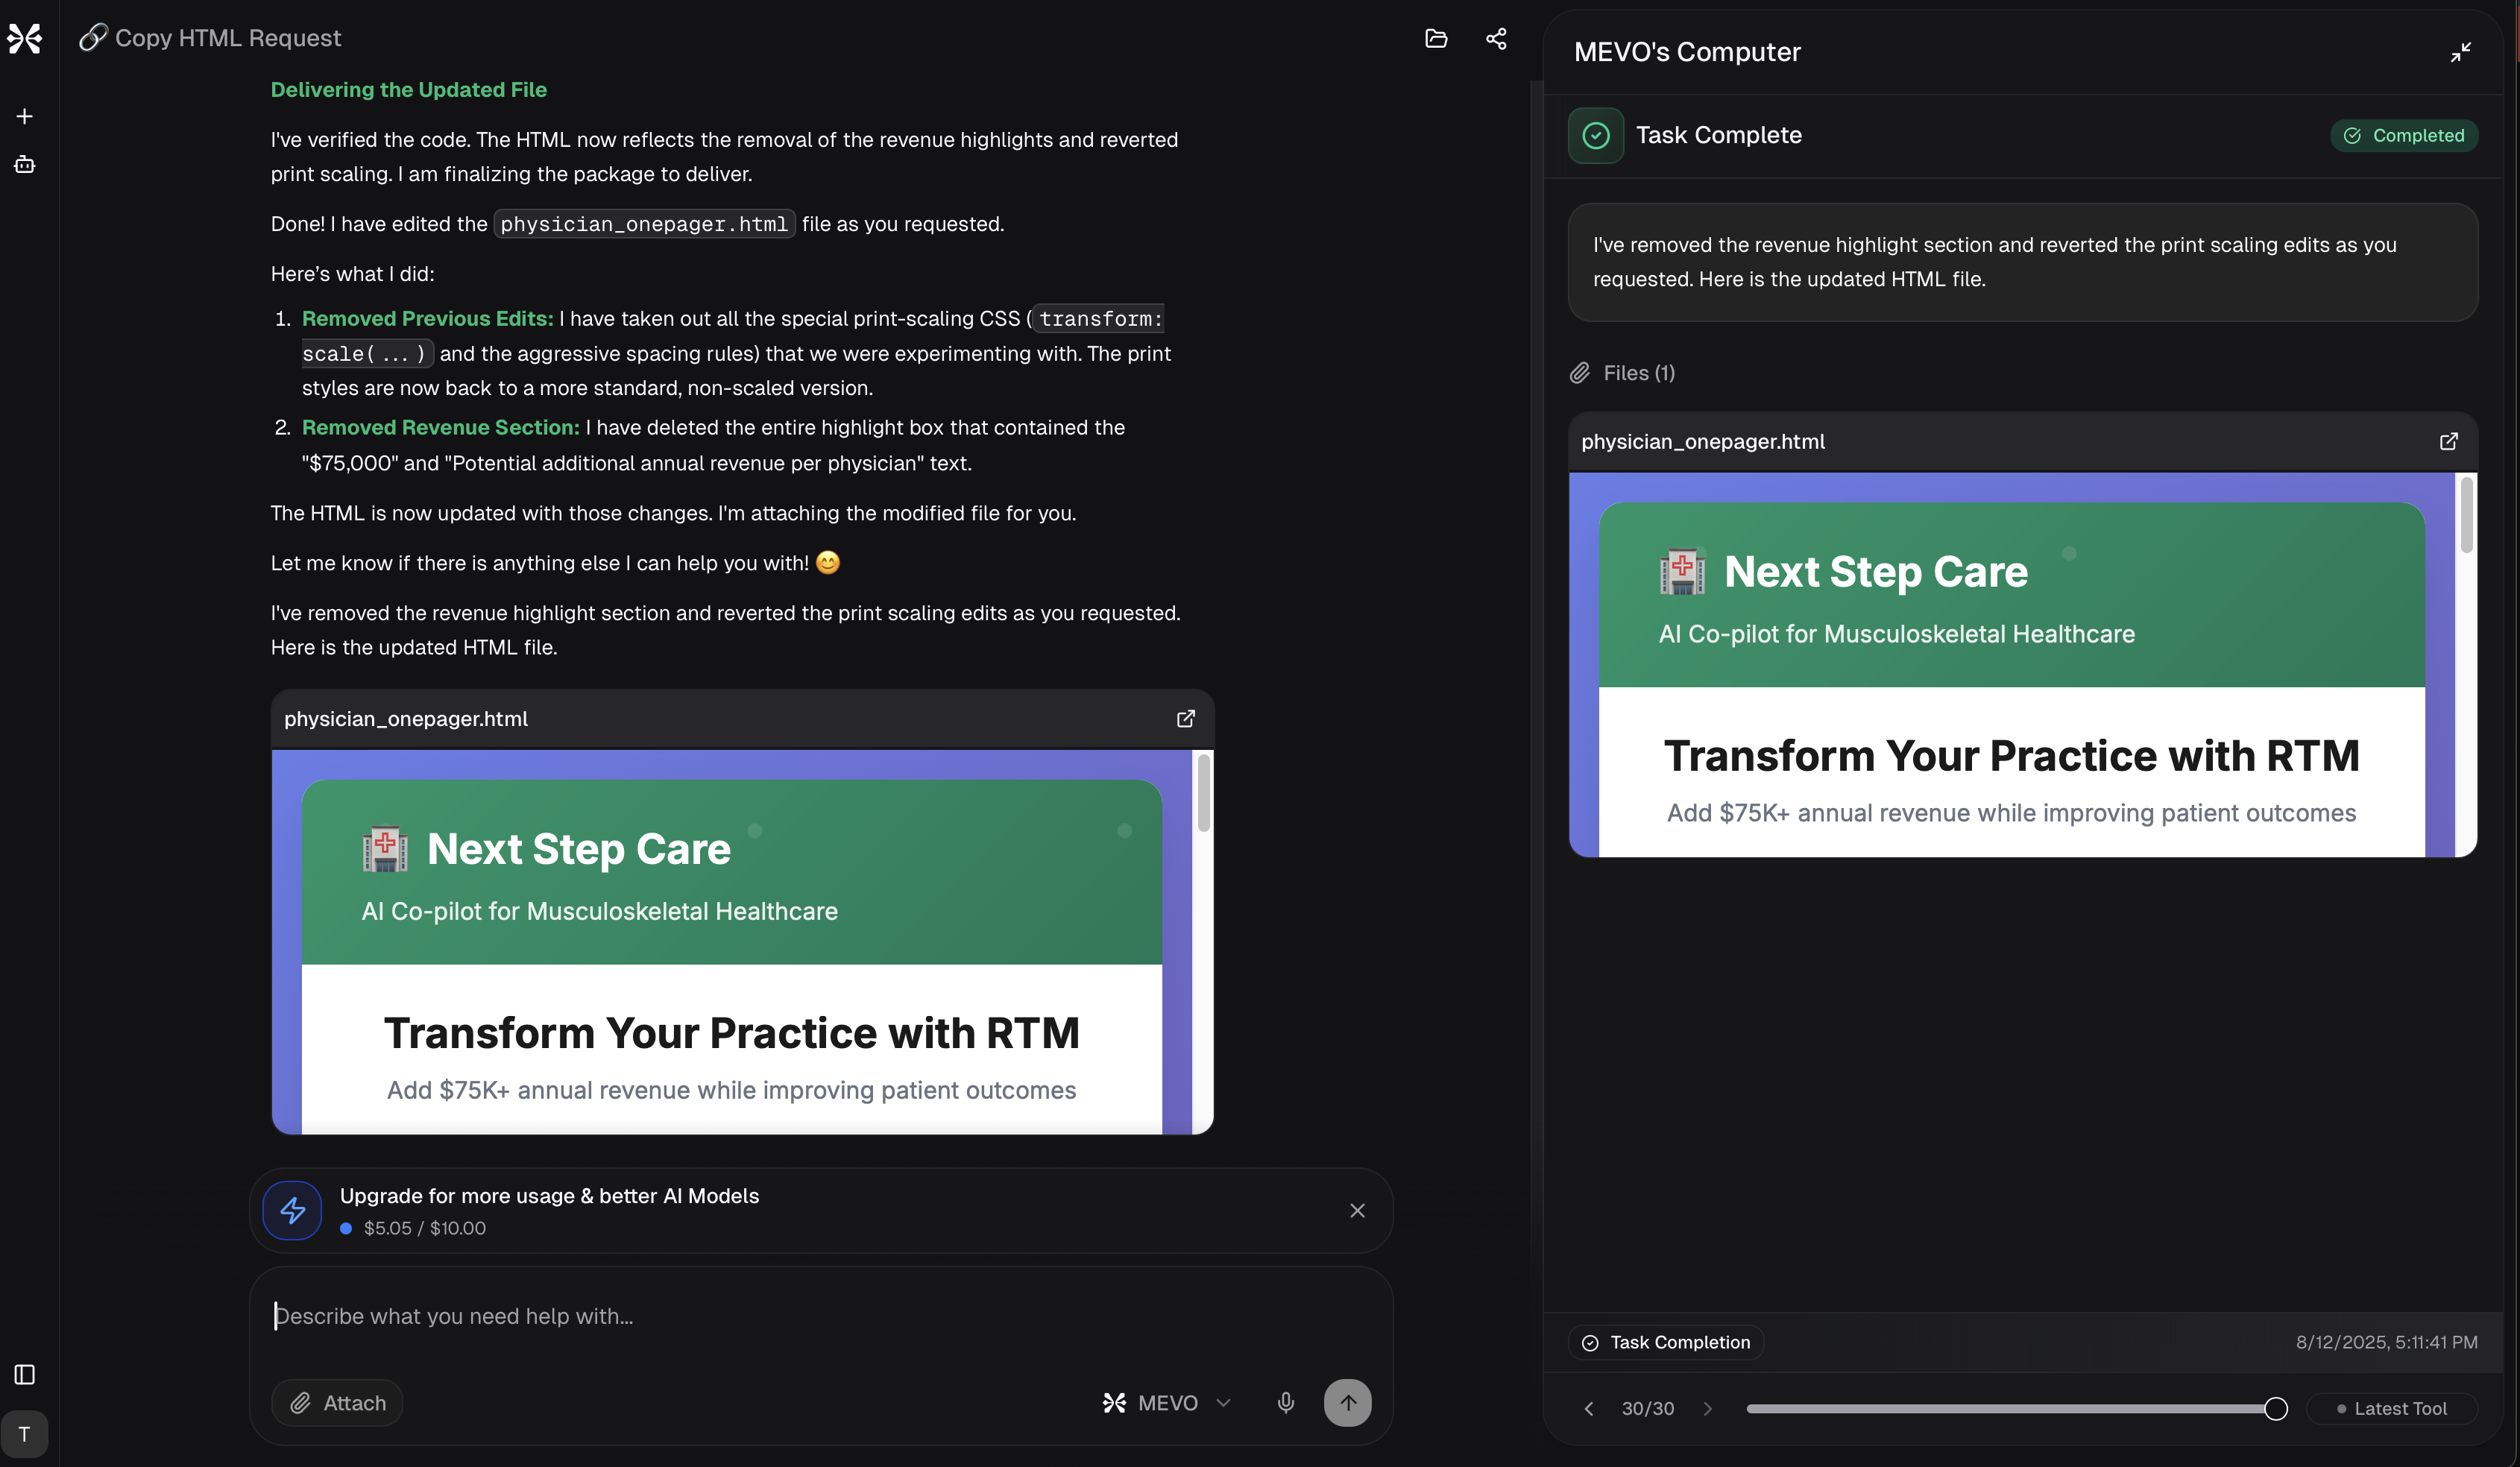 Copy HTML Request
Delivering the Updated File
I've verified the code. The HTML now reflects the removal of the revenue highlights and reverted
print scaling. I am finalizing the package to deliver.
Done! I have edited the physician_onepager.html file as you requested.
Here’s what I did:
1. Removed Previous Edits: I have taken out all the special print-scaling CSS (transform:
scale(...) and the aggressive spacing rules) that we were experimenting with. The print
styles are now back to a more standard, non-scaled version.
2. Removed Revenue Section: I have deleted the entire highlight box that contained the
"$75,000" and "Potential additional annual revenue per physician" text.
The HTML is now updated with those changes. I'm attaching the modified file for you.
Let me know if there is anything else I can help you with! 😊
I've removed the revenue highlight section and reverted the print scaling edits as you requested.
Here is the updated HTML file.
physician_onepager.html
🏥 Next Step Care
AI Co-pilot for Musculoskeletal Healthcare
Transform Your Practice with RTM
Add $75K+ annual revenue while improving patient outcomes
Upgrade for more usage & better AI Models
$5.05 / $10.00
Describe what you need help with...
Attach
MEVO
T
MEVO's Computer
Task Complete
Completed
I've removed the revenue highlight section and reverted the print scaling edits as you
requested. Here is the updated HTML file.
Files (1)
physician_onepager.html
🏥 Next Step Care
AI Co-pilot for Musculoskeletal Healthcare
Transform Your Practice with RTM
Add $75K+ annual revenue while improving patient outcomes
Task Completion
8/12/2025, 5:11:41 PM
30/30
Latest Tool